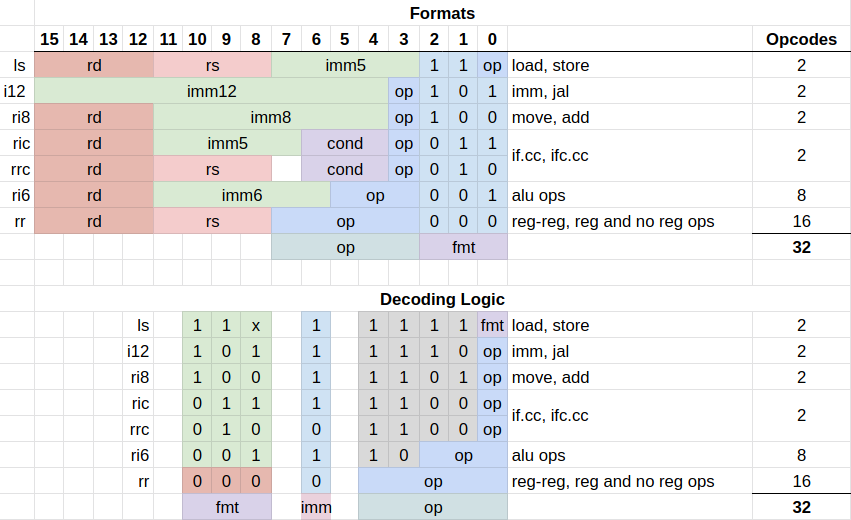 Formats
15 14 13 12 11 10 9 8 7 6 5 4 3 2 1 0 Opcodes
ls rd rs imm5 1 1 op load, store 2
i12 imm12 op 1 0 1 imm, jal 2
ri8 rd imm8 op 1 0 0 move, add 2
ric rd imm5 cond op 0 1 1 if.cc, ifc.cc 2
rrc rd rs cond op 0 1 0
ri6 rd imm6 op 0 0 1 alu ops 8
rr rd rs op 0 0 0 reg-reg, reg and no reg ops 16
op fmt 32
Decoding Logic
ls 1 1 x 1 1 1 1 1 fmt load, store 2
i12 1 0 1 1 1 1 1 0 op imm, jal 2
ri8 1 0 0 1 1 1 0 1 op move, add 2
ric 0 1 1 1 1 1 0 0 op if.cc, ifc.cc 2
rrc 0 1 0 0 1 1 0 0 op
ri6 0 0 1 1 1 0 op alu ops 8
rr 0 0 0 0 op reg-reg, reg and no reg ops 16
fmt imm op 32